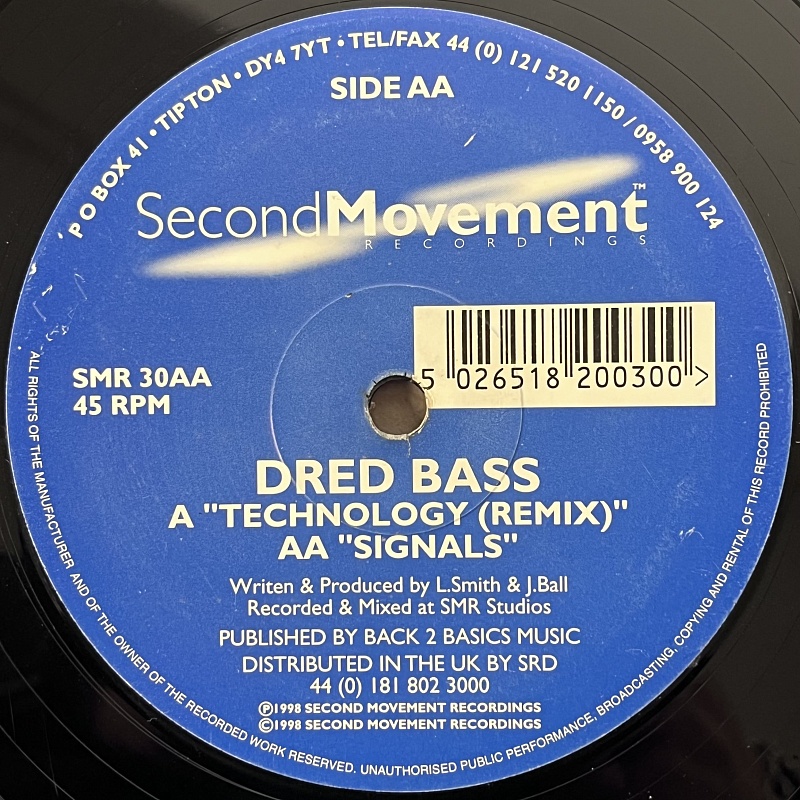 P O BOX 41 • TIPTON • DY4 7YT • TEL/FAX 44 (0) 121 520 1150 / 0958 900 124
SIDE AA
SecondMovement™
RECORDINGS
5 026518 200300 >
SMR 30AA
45 RPM
DRED BASS
A "TECHNOLOGY (REMIX)"
AA "SIGNALS"
Writen & Produced by L.Smith & J.Ball
Recorded & Mixed at SMR Studios
PUBLISHED BY BACK 2 BASICS MUSIC
DISTRIBUTED IN THE UK BY SRD
44 (0) 181 802 3000
℗1998 SECOND MOVEMENT RECORDINGS
©1998 SECOND MOVEMENT RECORDINGS
ALL RIGHTS OF THE MANUFACTURER AND OF THE OWNER OF THE RECORDED WORK RESERVED. UNAUTHORISED PUBLIC PERFORMANCE, BROADCASTING, COPYING AND RENTAL OF THIS RECORD PROHIBITED